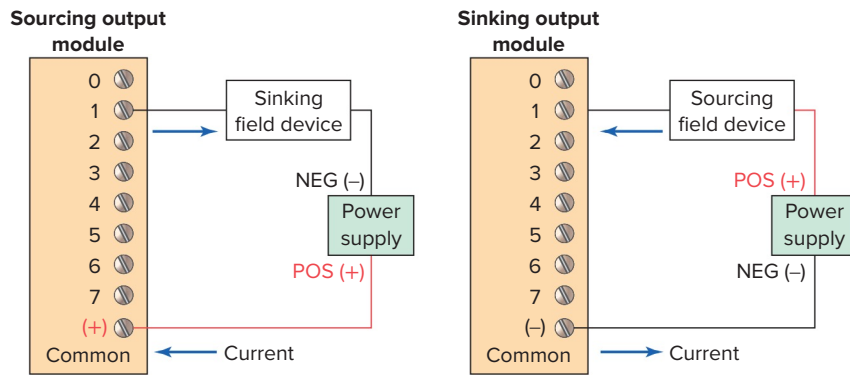 Sourcing output
module
0
1
2
3
4
5
6
7
(+)
Common
Sinking
field device
NEG (–)
Power
supply
POS (+)
Current
Sinking output
module
0
1
2
3
4
5
6
7
(–)
Common
Sourcing
field device
POS (+)
Power
supply
NEG (–)
Current